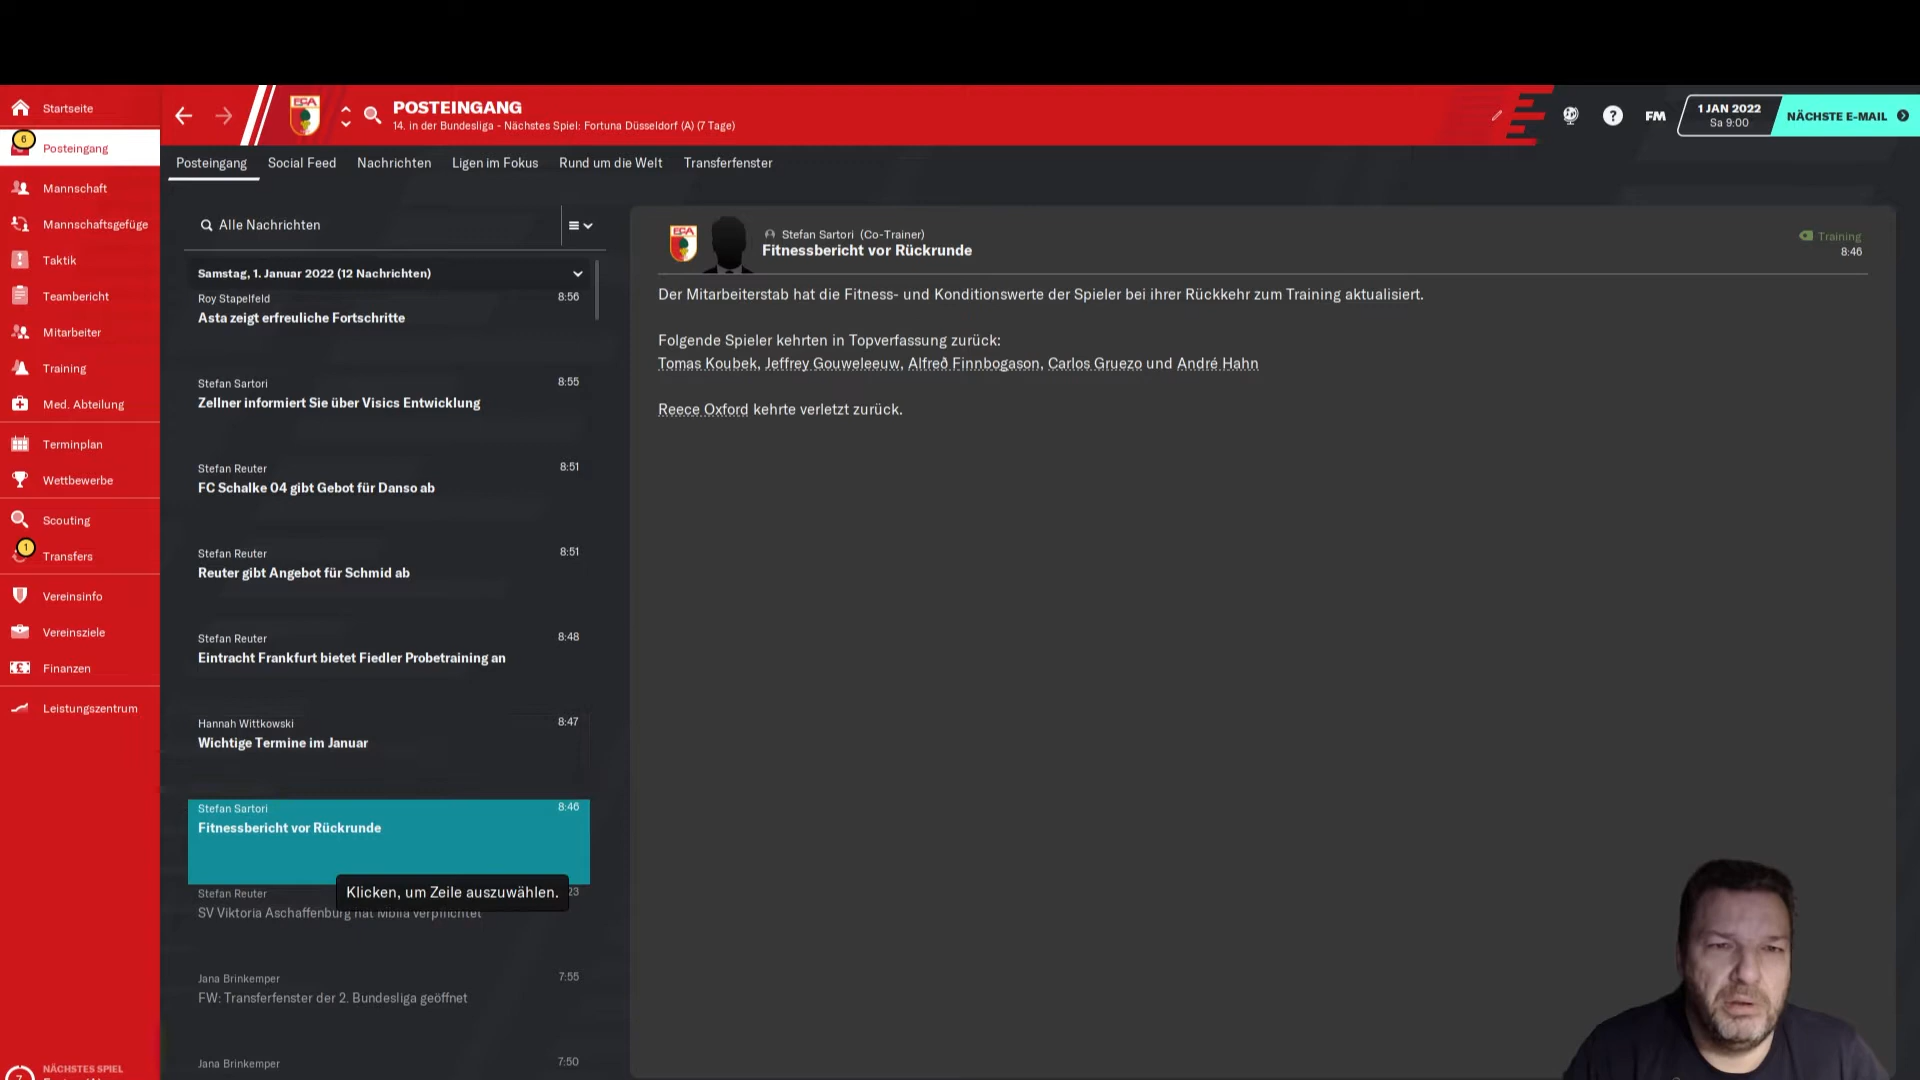 Startseite
6
Posteingang
Mannschaft
Mannschaftsgefüge
Taktik
Teambericht
Mitarbeiter
Training
Med. Abteilung
Terminplan
Wettbewerbe
Scouting
1
Transfers
Vereinsinfo
Vereinsziele
Finanzen
Leistungszentrum
NÄCHSTES SPIEL
FCA
POSTEINGANG
14. in der Bundesliga - Nächstes Spiel: Fortuna Düsseldorf (A) (7 Tage)
?
FM
1 JAN 2022
Sa 9:00
NÄCHSTE E-MAIL
Posteingang
Social Feed
Nachrichten
Ligen im Fokus
Rund um die Welt
Transferfenster
Alle Nachrichten
Samstag, 1. Januar 2022 (12 Nachrichten)
Roy Stapelfeld 8:56
Asta zeigt erfreuliche Fortschritte
Stefan Sartori 8:55
Zellner informiert Sie über Visics Entwicklung
Stefan Reuter 8:51
FC Schalke 04 gibt Gebot für Danso ab
Stefan Reuter 8:51
Reuter gibt Angebot für Schmid ab
Stefan Reuter 8:48
Eintracht Frankfurt bietet Fiedler Probetraining an
Hannah Wittkowski 8:47
Wichtige Termine im Januar
Stefan Sartori 8:46
Fitnessbericht vor Rückrunde
Klicken, um Zeile auszuwählen.
Stefan Reuter 23
SV Viktoria Aschaffenburg hat Mbila verpflichtet
Jana Brinkemper 7:55
FW: Transferfenster der 2. Bundesliga geöffnet
Jana Brinkemper 7:50
FCA
Stefan Sartori (Co-Trainer)
Fitnessbericht vor Rückrunde
Training
8:46
Der Mitarbeiterstab hat die Fitness- und Konditionswerte der Spieler bei ihrer Rückkehr zum Training aktualisiert.
Folgende Spieler kehrten in Topverfassung zurück:
Tomas Koubek, Jeffrey Gouweleeuw, Alfreð Finnbogason, Carlos Gruezo und André Hahn
Reece Oxford kehrte verletzt zurück.